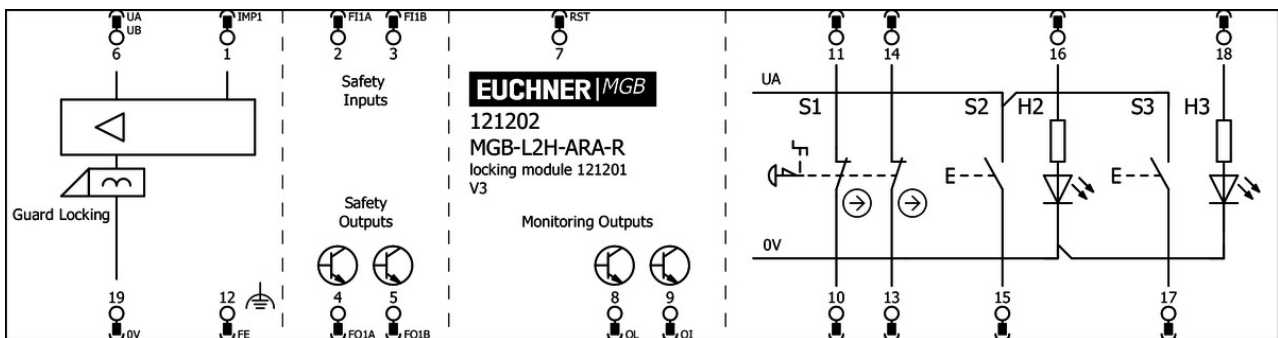 UA
UB
IMP1
FI1A
FI1B
RST
6
1
2
3
7
11
14
16
18
Safety
Inputs
EUCHNER MGB
121202
MGB-L2H-ARA-R
locking module 121201
V3
UA
S1
S2
H2
S3
H3
E
E
Guard Locking
Safety
Outputs
Monitoring Outputs
0V
19
12
4
5
8
9
10
13
15
17
0V
FE
FO1A
FO1B
OL
OI